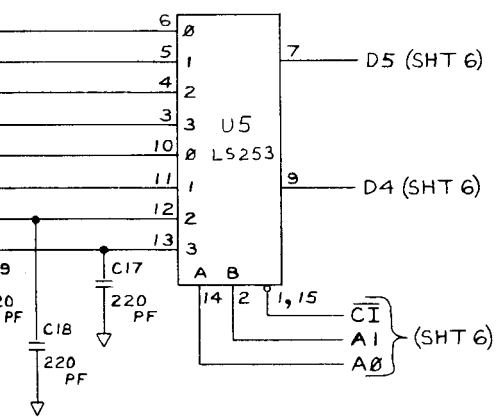 6 Ø
5 1 7 D5 (SHT 6)
4 2
3 3 U5
10 Ø LS253
11 1 9 D4 (SHT 6)
12 2
13 3
9 C17 A B
20 220 14 2 1, 15
PF PF C̅I̅
C18 A1 (SHT 6)
220 AØ
PF